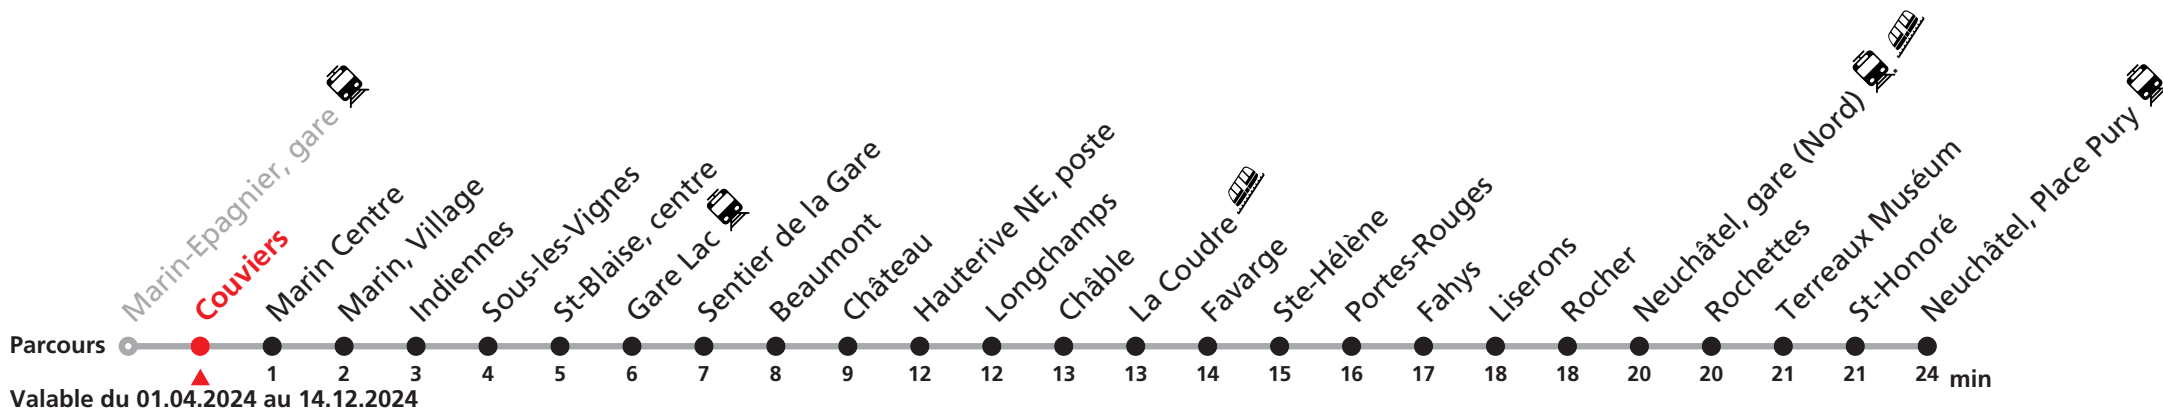 Marin-Epagnier, gare
Couviers
Marin Centre
Marin, Village
Indiennes
Sous-les-Vignes
St-Blaise, centre
Gare Lac
Sentier de la Gare
Beaumont
Château
Hauterive NE, poste
Longchamps
Châble
La Coudre
Favarge
Ste-Hélène
Portes-Rouges
Fahys
Liserons
Rocher
Neuchâtel, gare (Nord)
Rochettes
Terreaux Muséum
St-Honoré
Neuchâtel, Place Pury
Parcours
1 2 3 4 5 6 7 8 9 12 12 13 13 14 15 16 17 18 18 20 20 21 21 24 min
Valable du 01.04.2024 au 14.12.2024